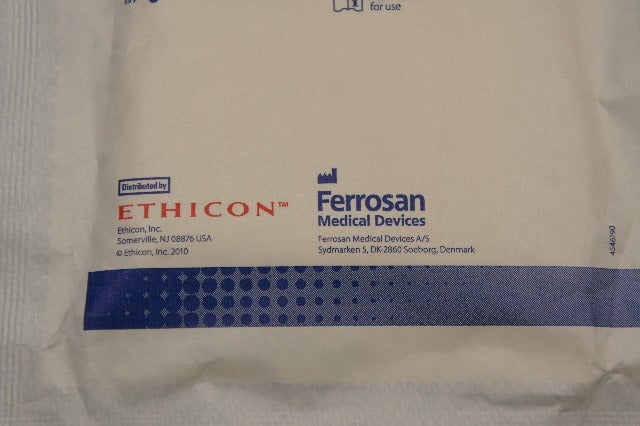 for use
Distributed by
ETHICON™
Ethicon, Inc.
Somerville, NJ 08876 USA
© Ethicon, Inc. 2010
Ferrosan
Medical Devices
Ferrosan Medical Devices A/S
Sydmarken 5, DK-2860 Soeborg, Denmark